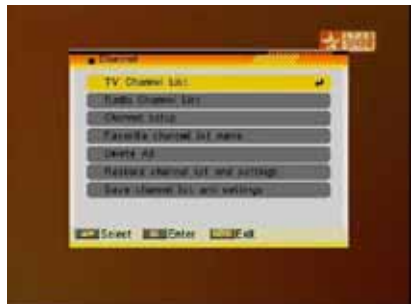 Channel
TV Channel List
Radio Channel List
Channel setup
Favorite channel list name
Delete All
Restore channel list and settings
Save channel list and settings
Select Enter Exit